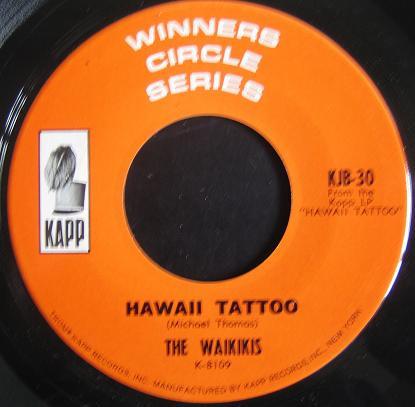 WINNERS
CIRCLE
SERIES
KAPP
KJB-30
From the
Kapp LP
"HAWAII TATTOO"
HAWAII TATTOO
(Michael Thomas)
THE WAIKIKIS
K-8109
KAPP RECORDS, INC. MANUFACTURED BY KAPP RECORDS, INC., NEW YORK